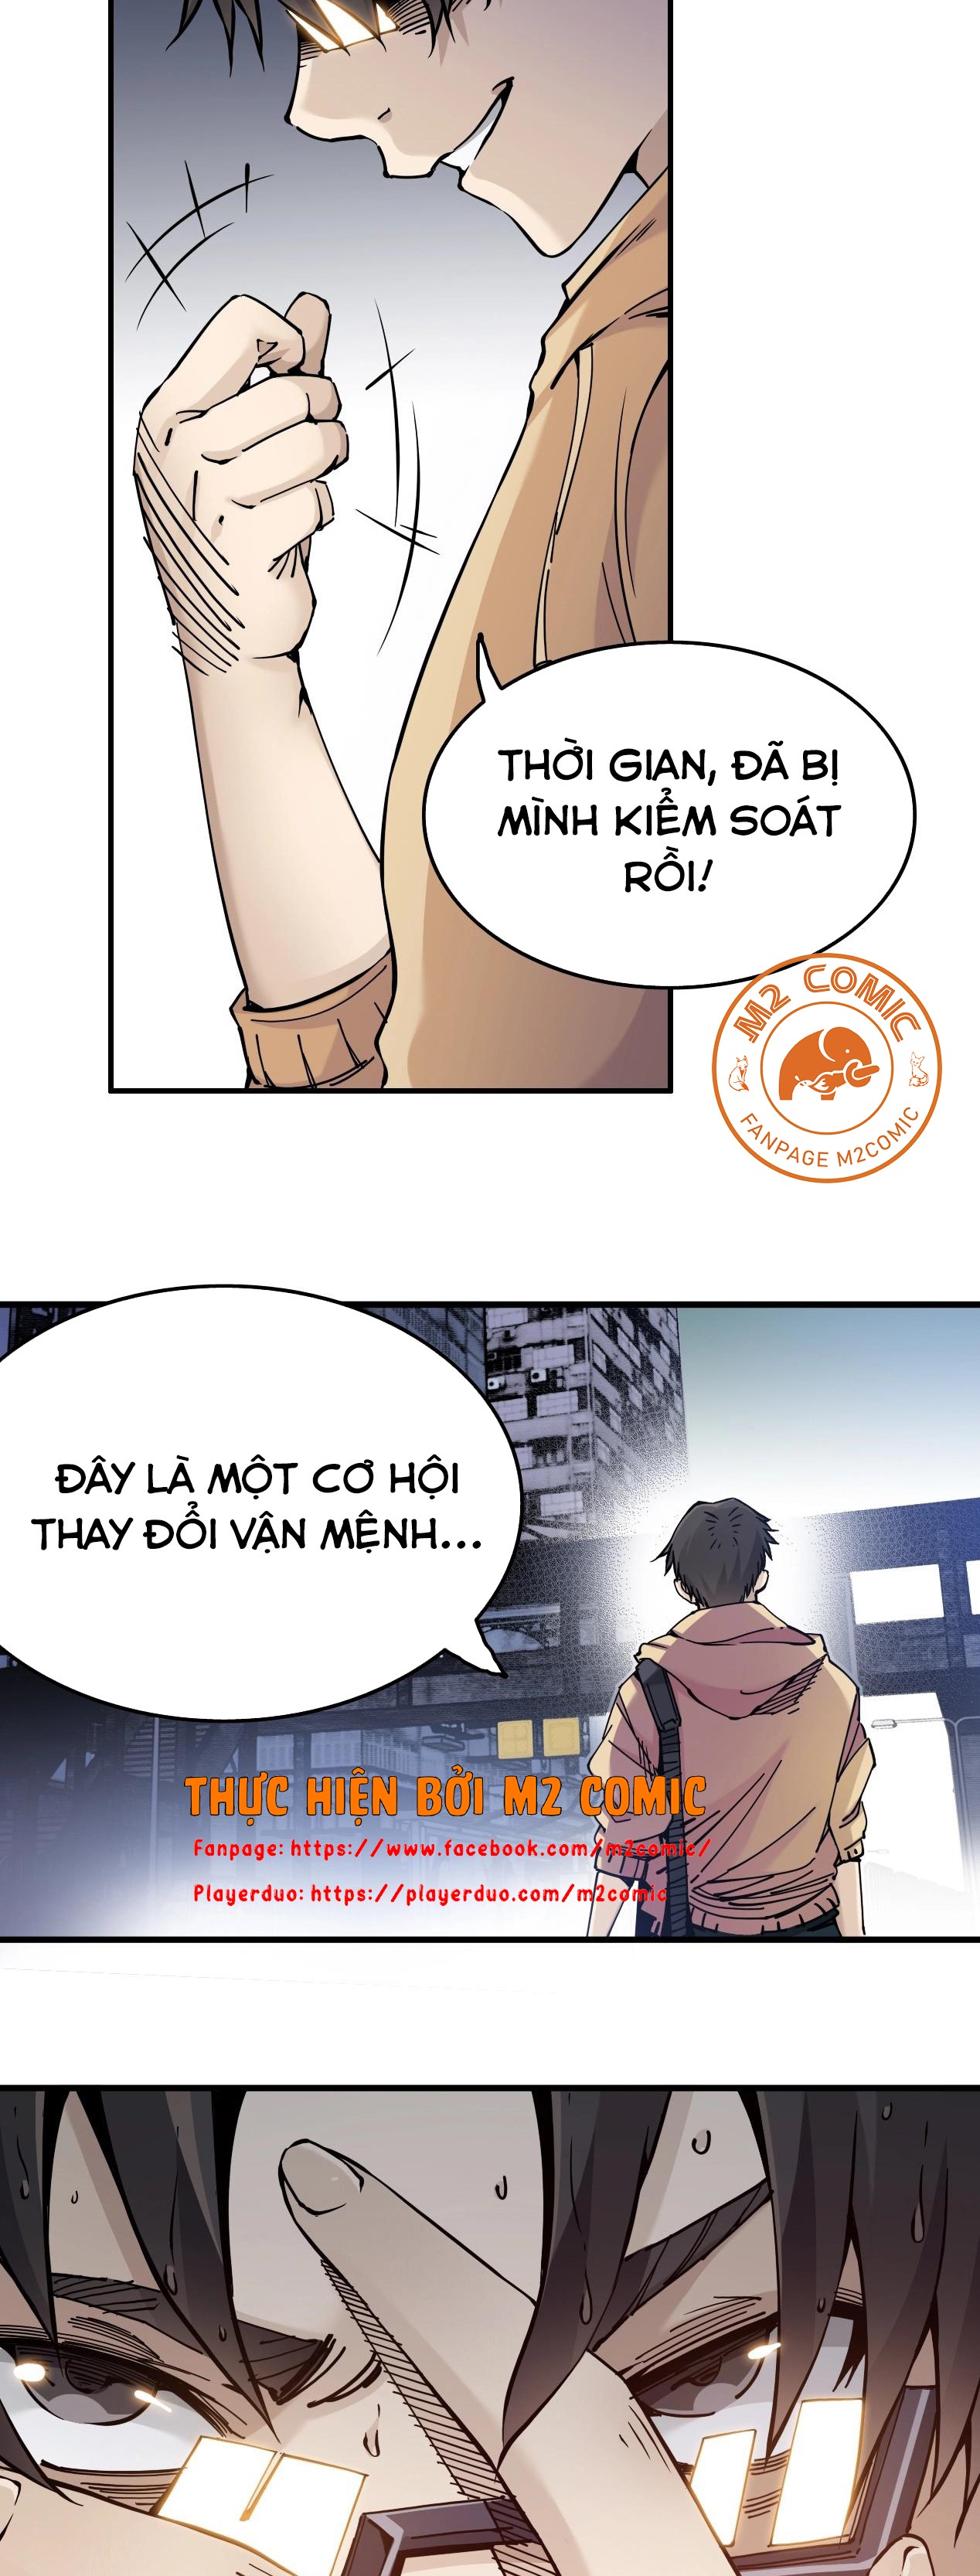 THỜI GIAN, ĐÃ BỊ
MÌNH KIỂM SOÁT
RỒI!
M2 COMIC
FANPAGE M2COMIC
ĐÂY LÀ MỘT CƠ HỘI
THAY ĐỔI VẬN MỆNH...
THỰC HIỆN BỞI M2 COMIC
Fanpage: https://www.facebook.com/m2comic/
Playerduo: https://playerduo.com/m2comic